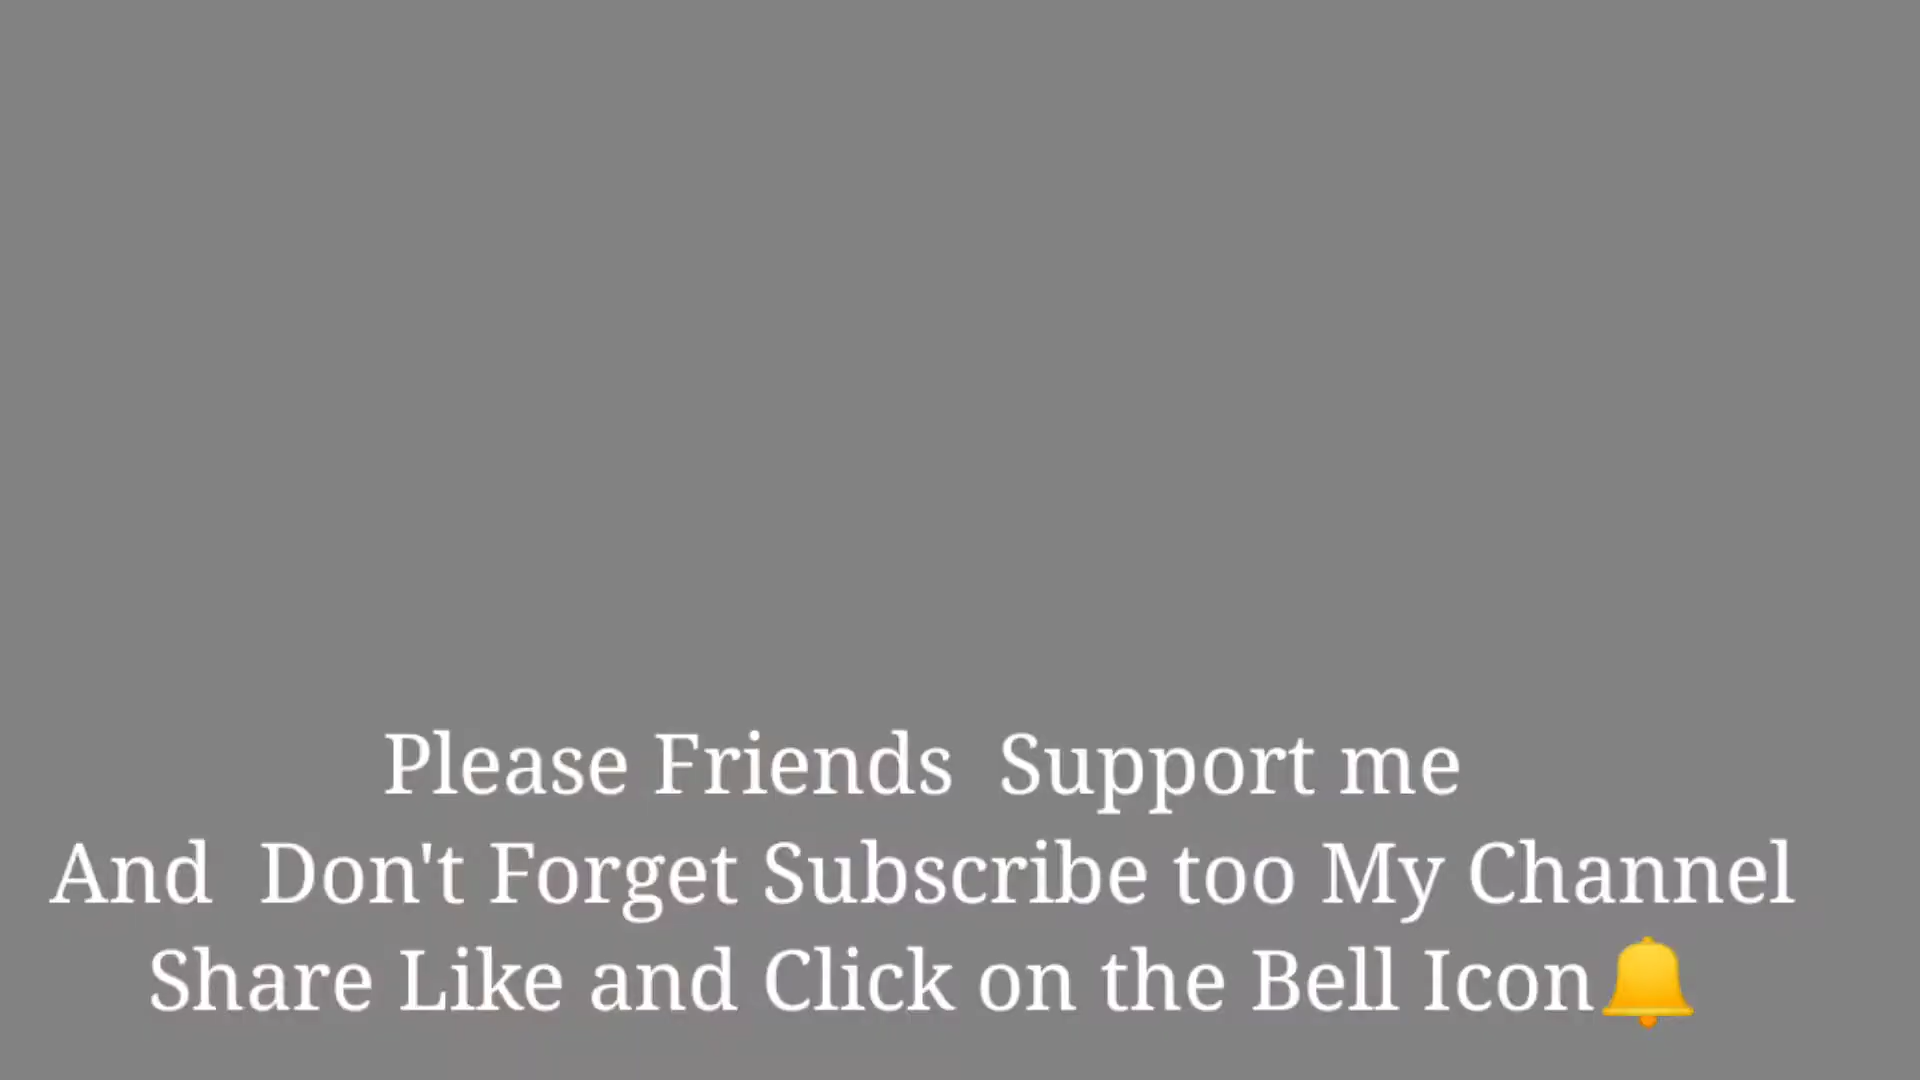 Please Friends  Support me
And  Don't Forget Subscribe too My Channel
Share Like and Click on the Bell Icon🔔